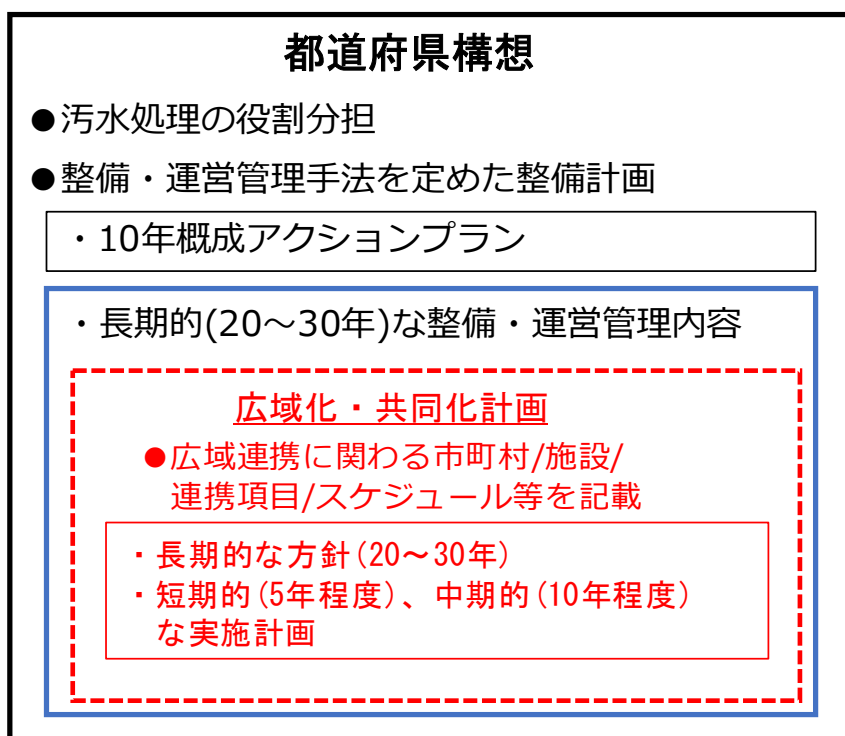 都道府県構想
●汚水処理の役割分担
●整備・運営管理手法を定めた整備計画
・10年概成アクションプラン
・長期的(20～30年)な整備・運営管理内容
広域化・共同化計画
●広域連携に関わる市町村/施設/
連携項目/スケジュール等を記載
・長期的な方針(20～30年)
・短期的(5年程度)、中期的(10年程度)
な実施計画